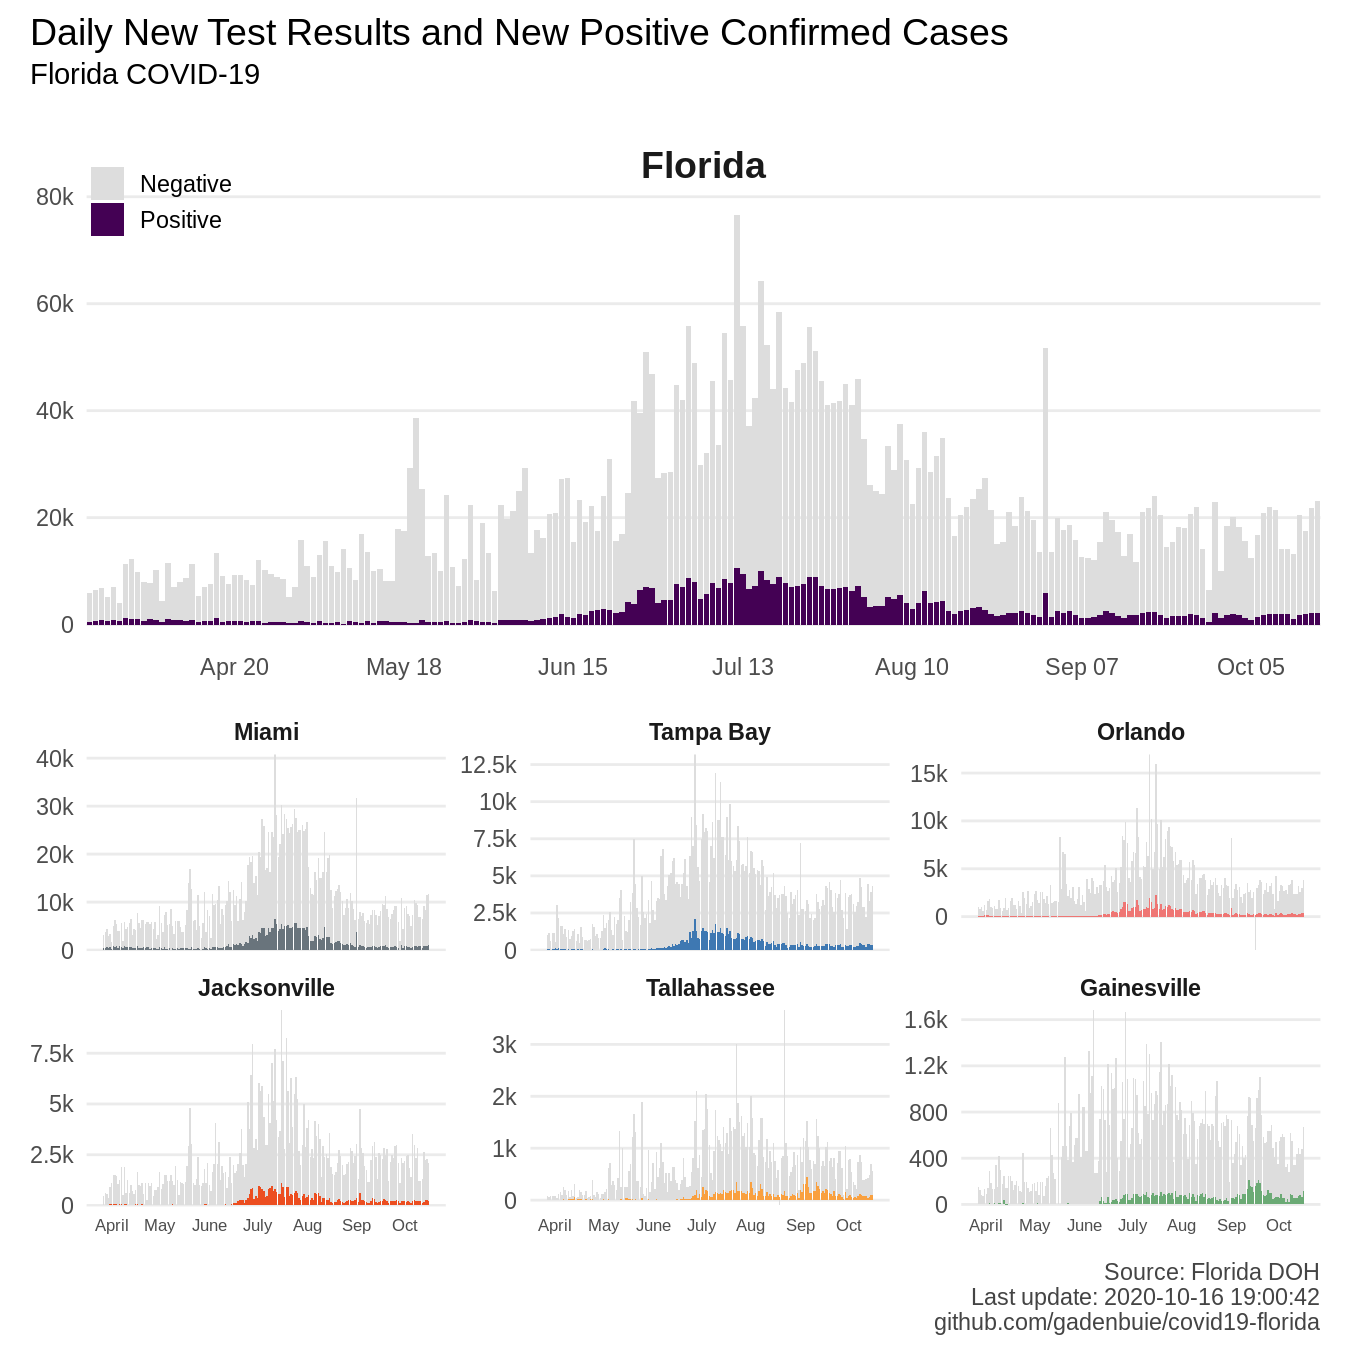 Daily New Test Results and New Positive Confirmed Cases
Florida COVID-19
Florida
Negative
Positive
80k
60k
40k
20k
0
Apr 20 May 18 Jun 15 Jul 13 Aug 10 Sep 07 Oct 05
Miami
40k
30k
20k
10k
0
Tampa Bay
12.5k
10k
7.5k
5k
2.5k
0
Orlando
15k
10k
5k
0
Jacksonville
7.5k
5k
2.5k
0
April May June July Aug Sep Oct
Tallahassee
3k
2k
1k
0
April May June July Aug Sep Oct
Gainesville
1.6k
1.2k
800
400
0
April May June July Aug Sep Oct
Source: Florida DOH
Last update: 2020-10-16 19:00:42
github.com/gadenbuie/covid19-florida